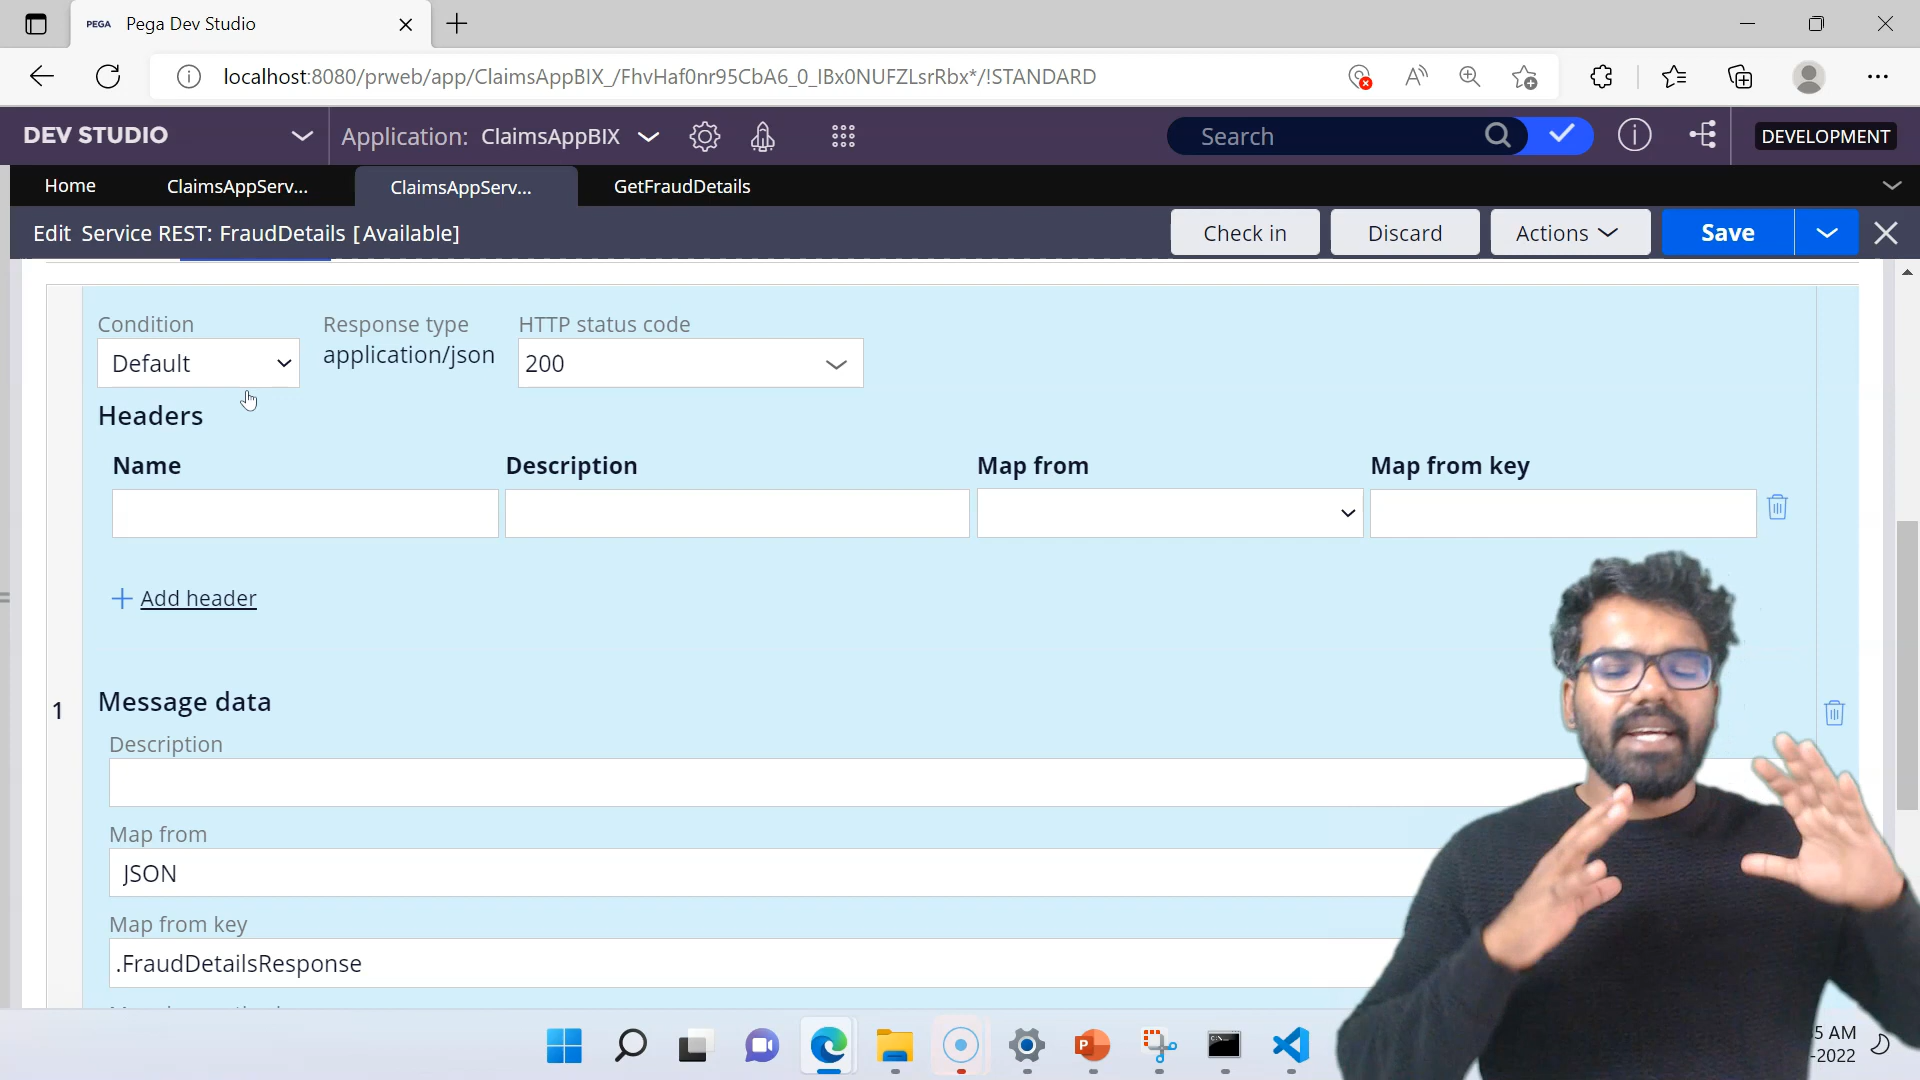 PEGA Pega Dev Studio
localhost:8080/prweb/app/ClaimsAppBIX_/FhvHaf0nr95CbA6_0_IBx0NUFZLsrRbx*/!STANDARD
DEV STUDIO Application: ClaimsAppBIX Search DEVELOPMENT
Home ClaimsAppServ... ClaimsAppServ... GetFraudDetails
Edit Service REST: FraudDetails [Available] Check in Discard Actions Save
Condition Response type HTTP status code
Default application/json 200
Headers
Name Description Map from Map from key
Add header
1 Message data
Description
Map from
JSON
Map from key
.FraudDetailsResponse
5 AM
-2022